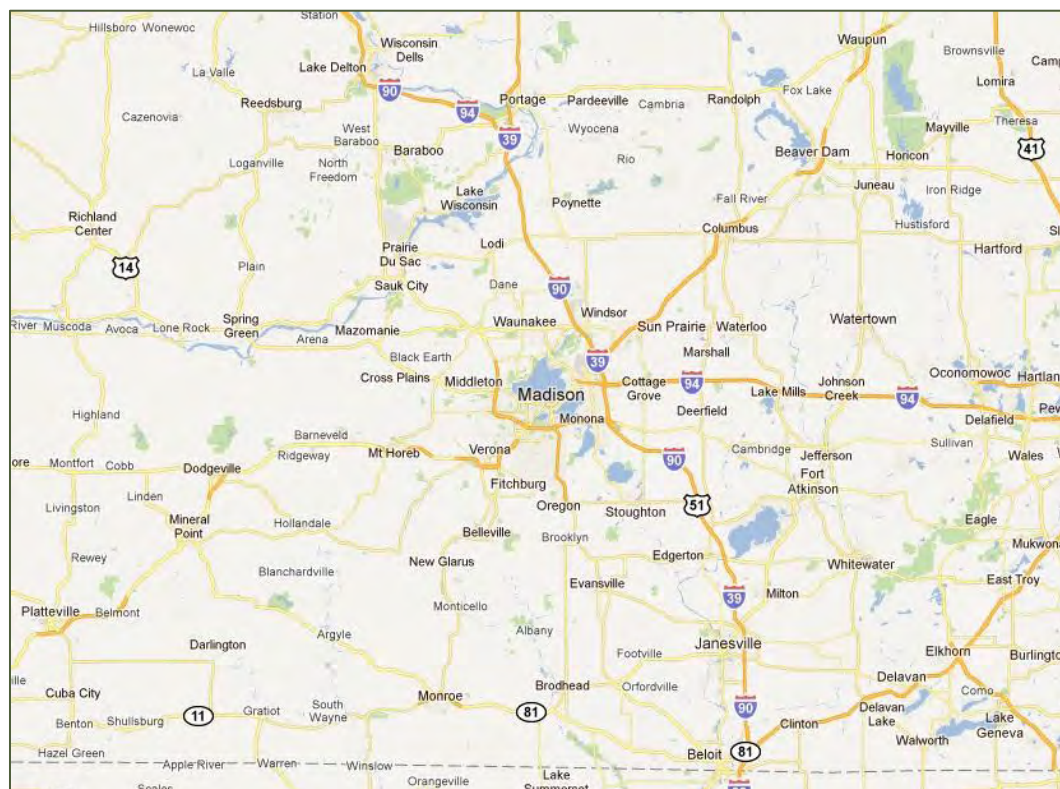 Station
Hillsboro Wonewoc
Wisconsin
Dells
Waupun
Brownsville
La Valle
Lake Delton
Lomira
90
Fox Lake
Reedsburg
94
Portage
Pardeeville
Cambria
Randolph
Cazenovia
Theresa
West
Baraboo
39
Wyocena
Mayville
41
Loganville
North
Freedom
Baraboo
Rio
Beaver Dam
Horicon
Juneau
Iron Ridge
Lake
Wisconsin
Poynette
Fall River
Richland
Center
Hustisford
Columbus
Prairie
Du Sac
Lodi
Hartford
14
Plain
Sauk City
Dane
90
Windsor
River
Muscoda
Avoca
Lone Rock
Spring
Green
Arena
Mazomanie
Waunakee
Sun Prairie
Waterloo
Watertown
Black Earth
39
Marshall
Cross Plains
Middleton
Madison
Cottage
Grove
94
Lake Mills
Johnson
Creek
94
Oconomowoc
Delafield
Highland
Monona
Deerfield
Barneveld
Ridgeway
Mt Horeb
Verona
Cambridge
Jefferson
Sullivan
Wales
Montfort
Cobb
Dodgeville
90
Fort
Atkinson
Fitchburg
Linden
Livingston
Oregon
Stoughton
51
Mineral
Point
Hollandale
Belleville
Brooklyn
Eagle
Rewey
Blanchardville
New Glarus
Edgerton
Whitewater
Evansville
39
Milton
East Troy
Platteville
Belmont
Monticello
Argyle
Albany
Darlington
Janesville
Footville
Elkhorn
Cuba City
Monroe
Brodhead
Orfordville
Delavan
Como
South
Wayne
11
Gratiot
81
90
Delavan
Lake
Benton
Shullsburg
Clinton
Lake
Geneva
Walworth
Hazel Green
Beloit
81
Apple River
Warren
Winslow
Orangeville
Lake